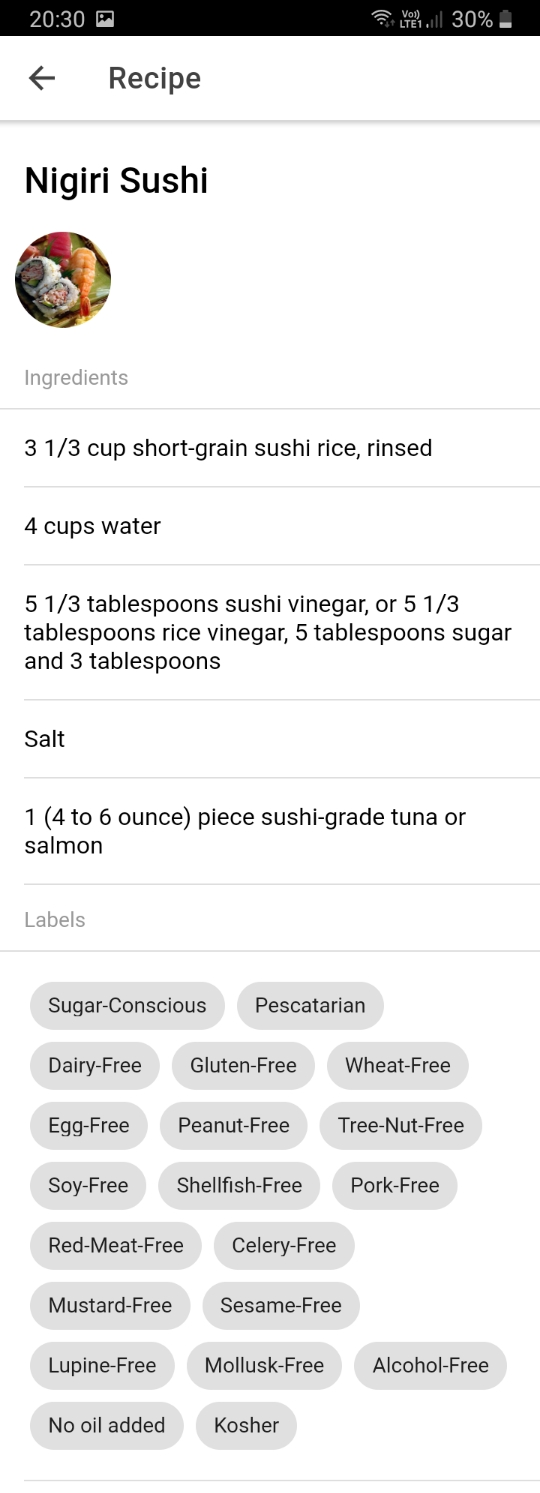 20:30 Vo)) LTE1 30%
Recipe
Nigiri Sushi
Ingredients
3 1/3 cup short-grain sushi rice, rinsed
4 cups water
5 1/3 tablespoons sushi vinegar, or 5 1/3
tablespoons rice vinegar, 5 tablespoons sugar
and 3 tablespoons
Salt
1 (4 to 6 ounce) piece sushi-grade tuna or
salmon
Labels
Sugar-Conscious Pescatarian
Dairy-Free Gluten-Free Wheat-Free
Egg-Free Peanut-Free Tree-Nut-Free
Soy-Free Shellfish-Free Pork-Free
Red-Meat-Free Celery-Free
Mustard-Free Sesame-Free
Lupine-Free Mollusk-Free Alcohol-Free
No oil added Kosher